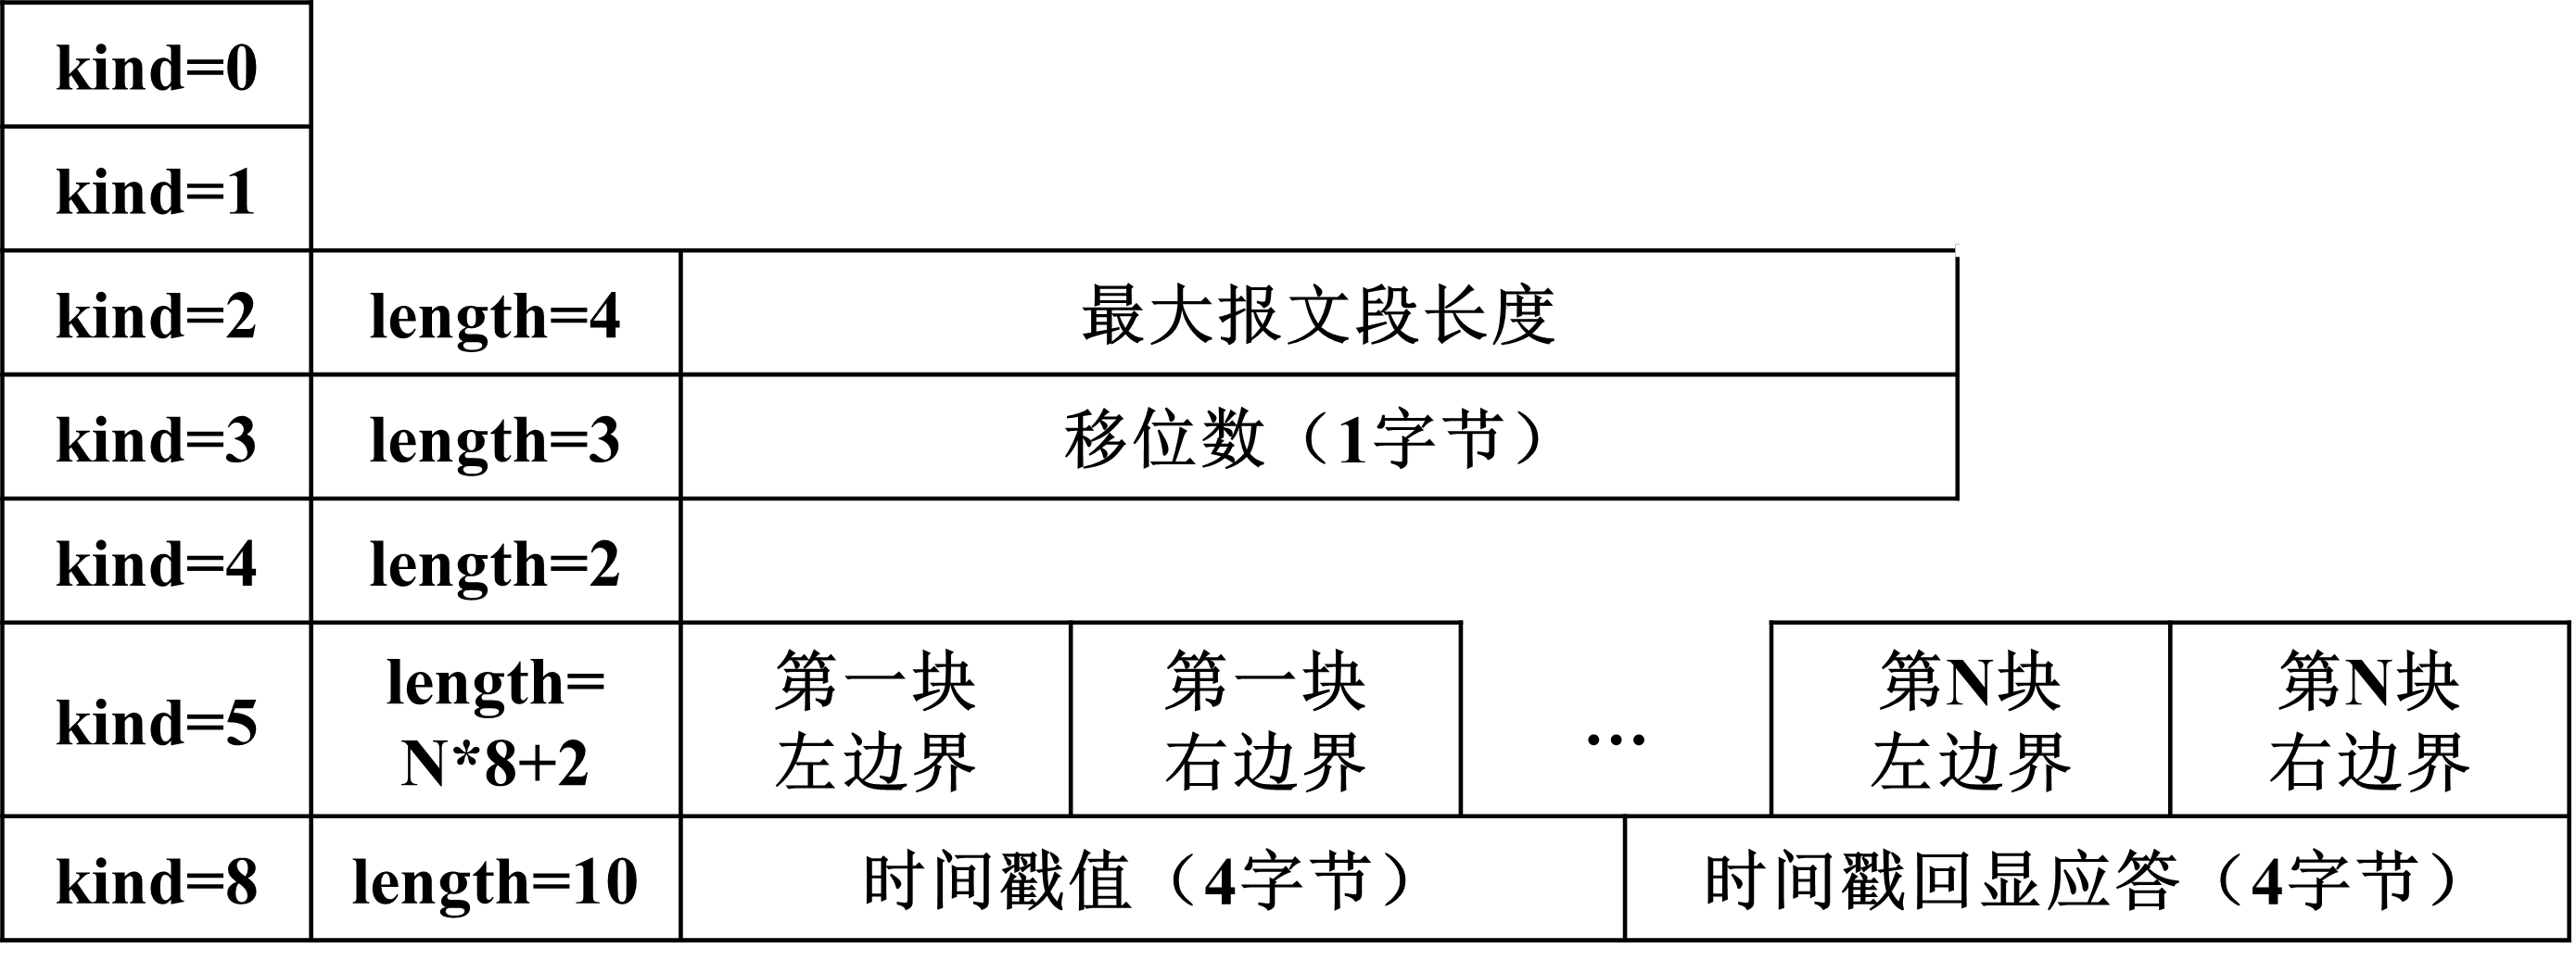 kind=0
kind=1
kind=2 length=4 最大报文段长度
kind=3 length=3 移位数（1字节）
kind=4 length=2
kind=5
length=
N*8+2
第一块
左边界
第一块
右边界
...
第N块
左边界
第N块
右边界
kind=8 length=10 时间戳值（4字节） 时间戳回显应答（4字节）